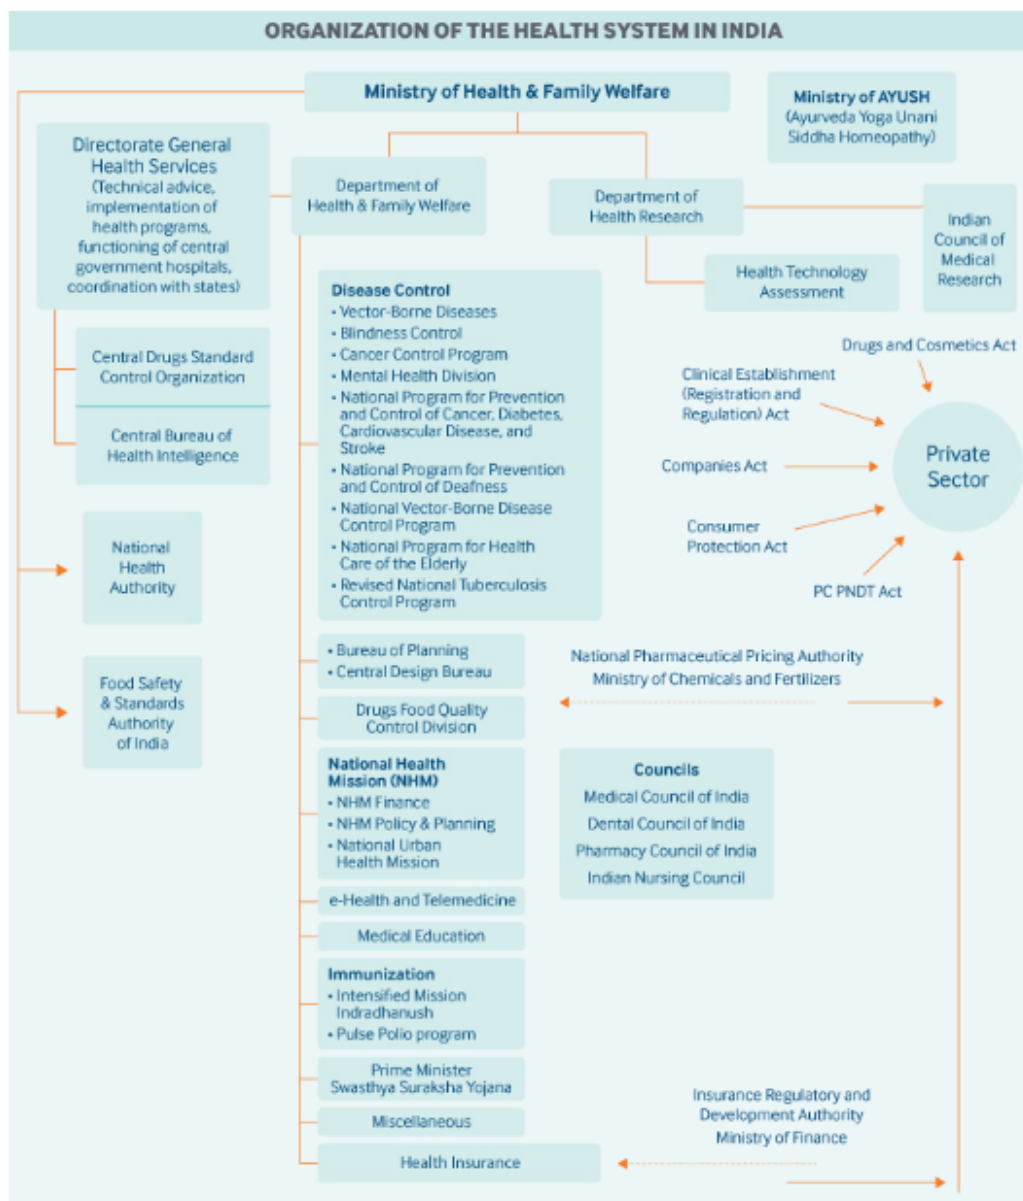 ORGANIZATION OF THE HEALTH SYSTEM IN INDIA
Ministry of Health & Family Welfare
Ministry of AYUSH
(Ayurveda Yoga Unani
Siddha Homeopathy)
Directorate General
Health Services
(Technical advice,
implementation of
health programs,
functioning of central
government hospitals,
coordination with states)
Department of
Health & Family Welfare
Department of
Health Research
Indian
Council of
Medical
Research
Health Technology
Assessment
Central Drugs Standard
Control Organization
Central Bureau of
Health Intelligence
National
Health
Authority
Food Safety
& Standards
Authority
of India
Disease Control
• Vector-Borne Diseases
• Blindness Control
• Cancer Control Program
• Mental Health Division
• National Program for Prevention
and Control of Cancer, Diabetes,
Cardiovascular Disease, and
Stroke
• National Program for Prevention
and Control of Deafness
• National Vector-Borne Disease
Control Program
• National Program for Health
Care of the Elderly
• Revised National Tuberculosis
Control Program
• Bureau of Planning
• Central Design Bureau
Drugs Food Quality
Control Division
National Health
Mission (NHM)
• NHM Finance
• NHM Policy & Planning
• National Urban
Health Mission
e-Health and Telemedicine
Medical Education
Immunization
• Intensified Mission
Indradhanush
• Pulse Polio program
Prime Minister
Swasthya Suraksha Yojana
Miscellaneous
Health Insurance
Drugs and Cosmetics Act
Clinical Establishment
(Registration and
Regulation) Act
Companies Act
Consumer
Protection Act
PC PNDT Act
Private
Sector
National Pharmaceutical Pricing Authority
Ministry of Chemicals and Fertilizers
Councils
Medical Council of India
Dental Council of India
Pharmacy Council of India
Indian Nursing Council
Insurance Regulatory and
Development Authority
Ministry of Finance